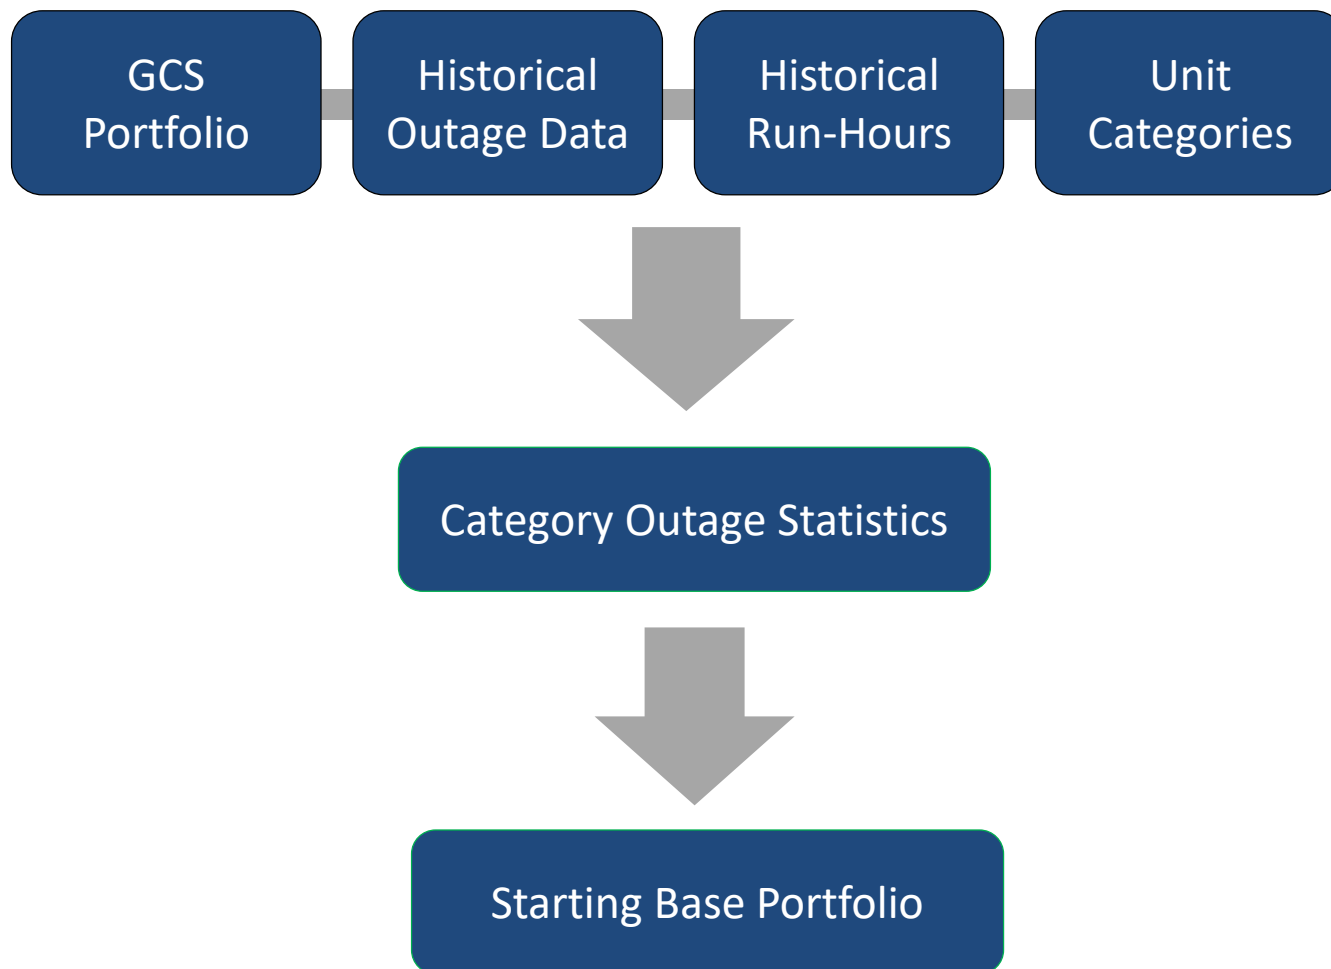 GCS
Portfolio
Historical
Outage Data
Historical
Run-Hours
Unit
Categories
Category Outage Statistics
Starting Base Portfolio